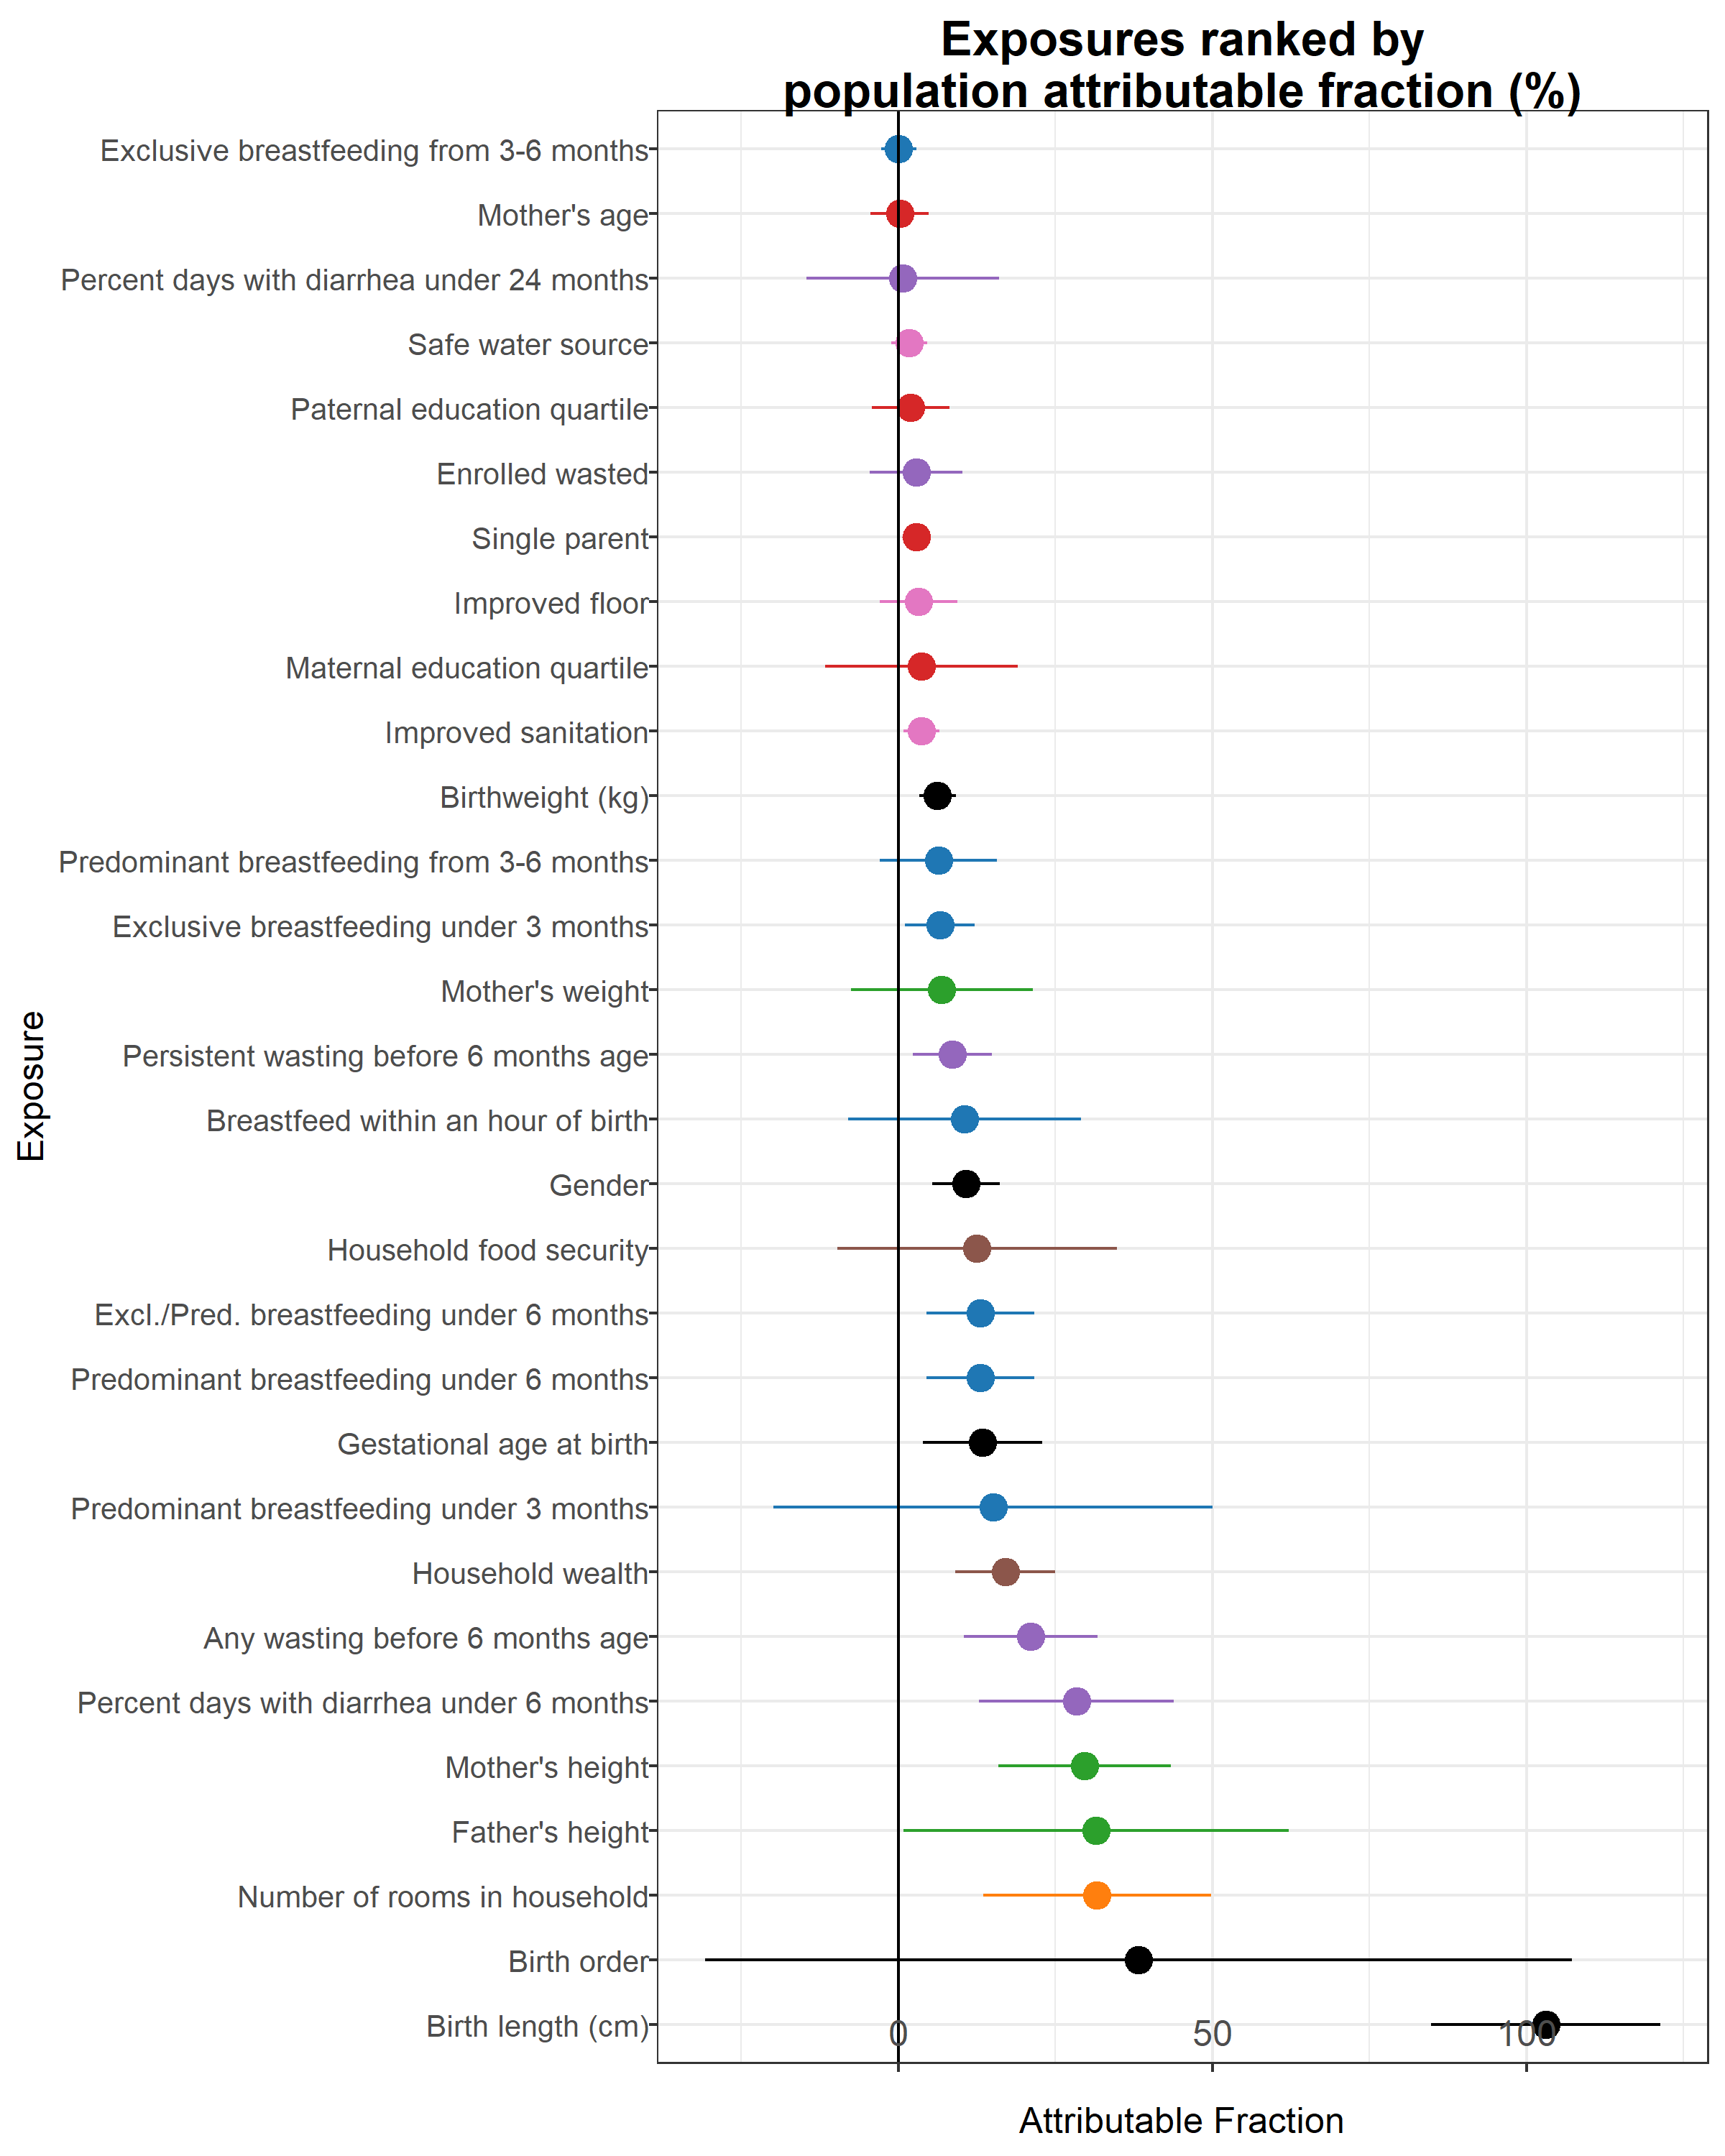 Exposures ranked by
population attributable fraction (%)
Exclusive breastfeeding from 3-6 months
Mother's age
Percent days with diarrhea under 24 months
Safe water source
Paternal education quartile
Enrolled wasted
Single parent
Improved floor
Maternal education quartile
Improved sanitation
Birthweight (kg)
Predominant breastfeeding from 3-6 months
Exclusive breastfeeding under 3 months
Mother's weight
Persistent wasting before 6 months age
Breastfeed within an hour of birth
Gender
Household food security
Excl./Pred. breastfeeding under 6 months
Predominant breastfeeding under 6 months
Gestational age at birth
Predominant breastfeeding under 3 months
Household wealth
Any wasting before 6 months age
Percent days with diarrhea under 6 months
Mother's height
Father's height
Number of rooms in household
Birth order
Birth length (cm)
Exposure
0 50 100
Attributable Fraction